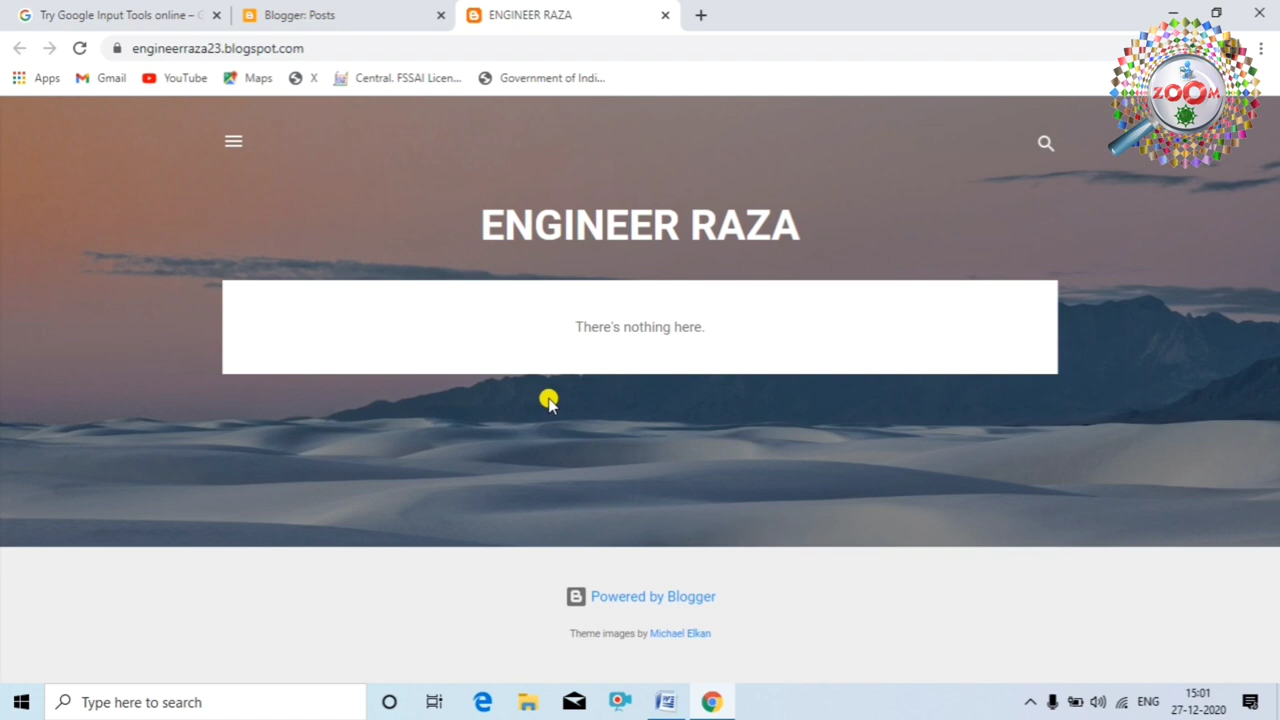 Try Google Input Tools online – G
Blogger: Posts
ENGINEER RAZA
engineerraza23.blogspot.com
Apps
Gmail
YouTube
Maps
X
Central. FSSAI Licen...
Government of Indi...
ZOOM
ENGINEER RAZA
There's nothing here.
Powered by Blogger
Theme images by Michael Elkan
Type here to search
ENG
15:01
27-12-2020